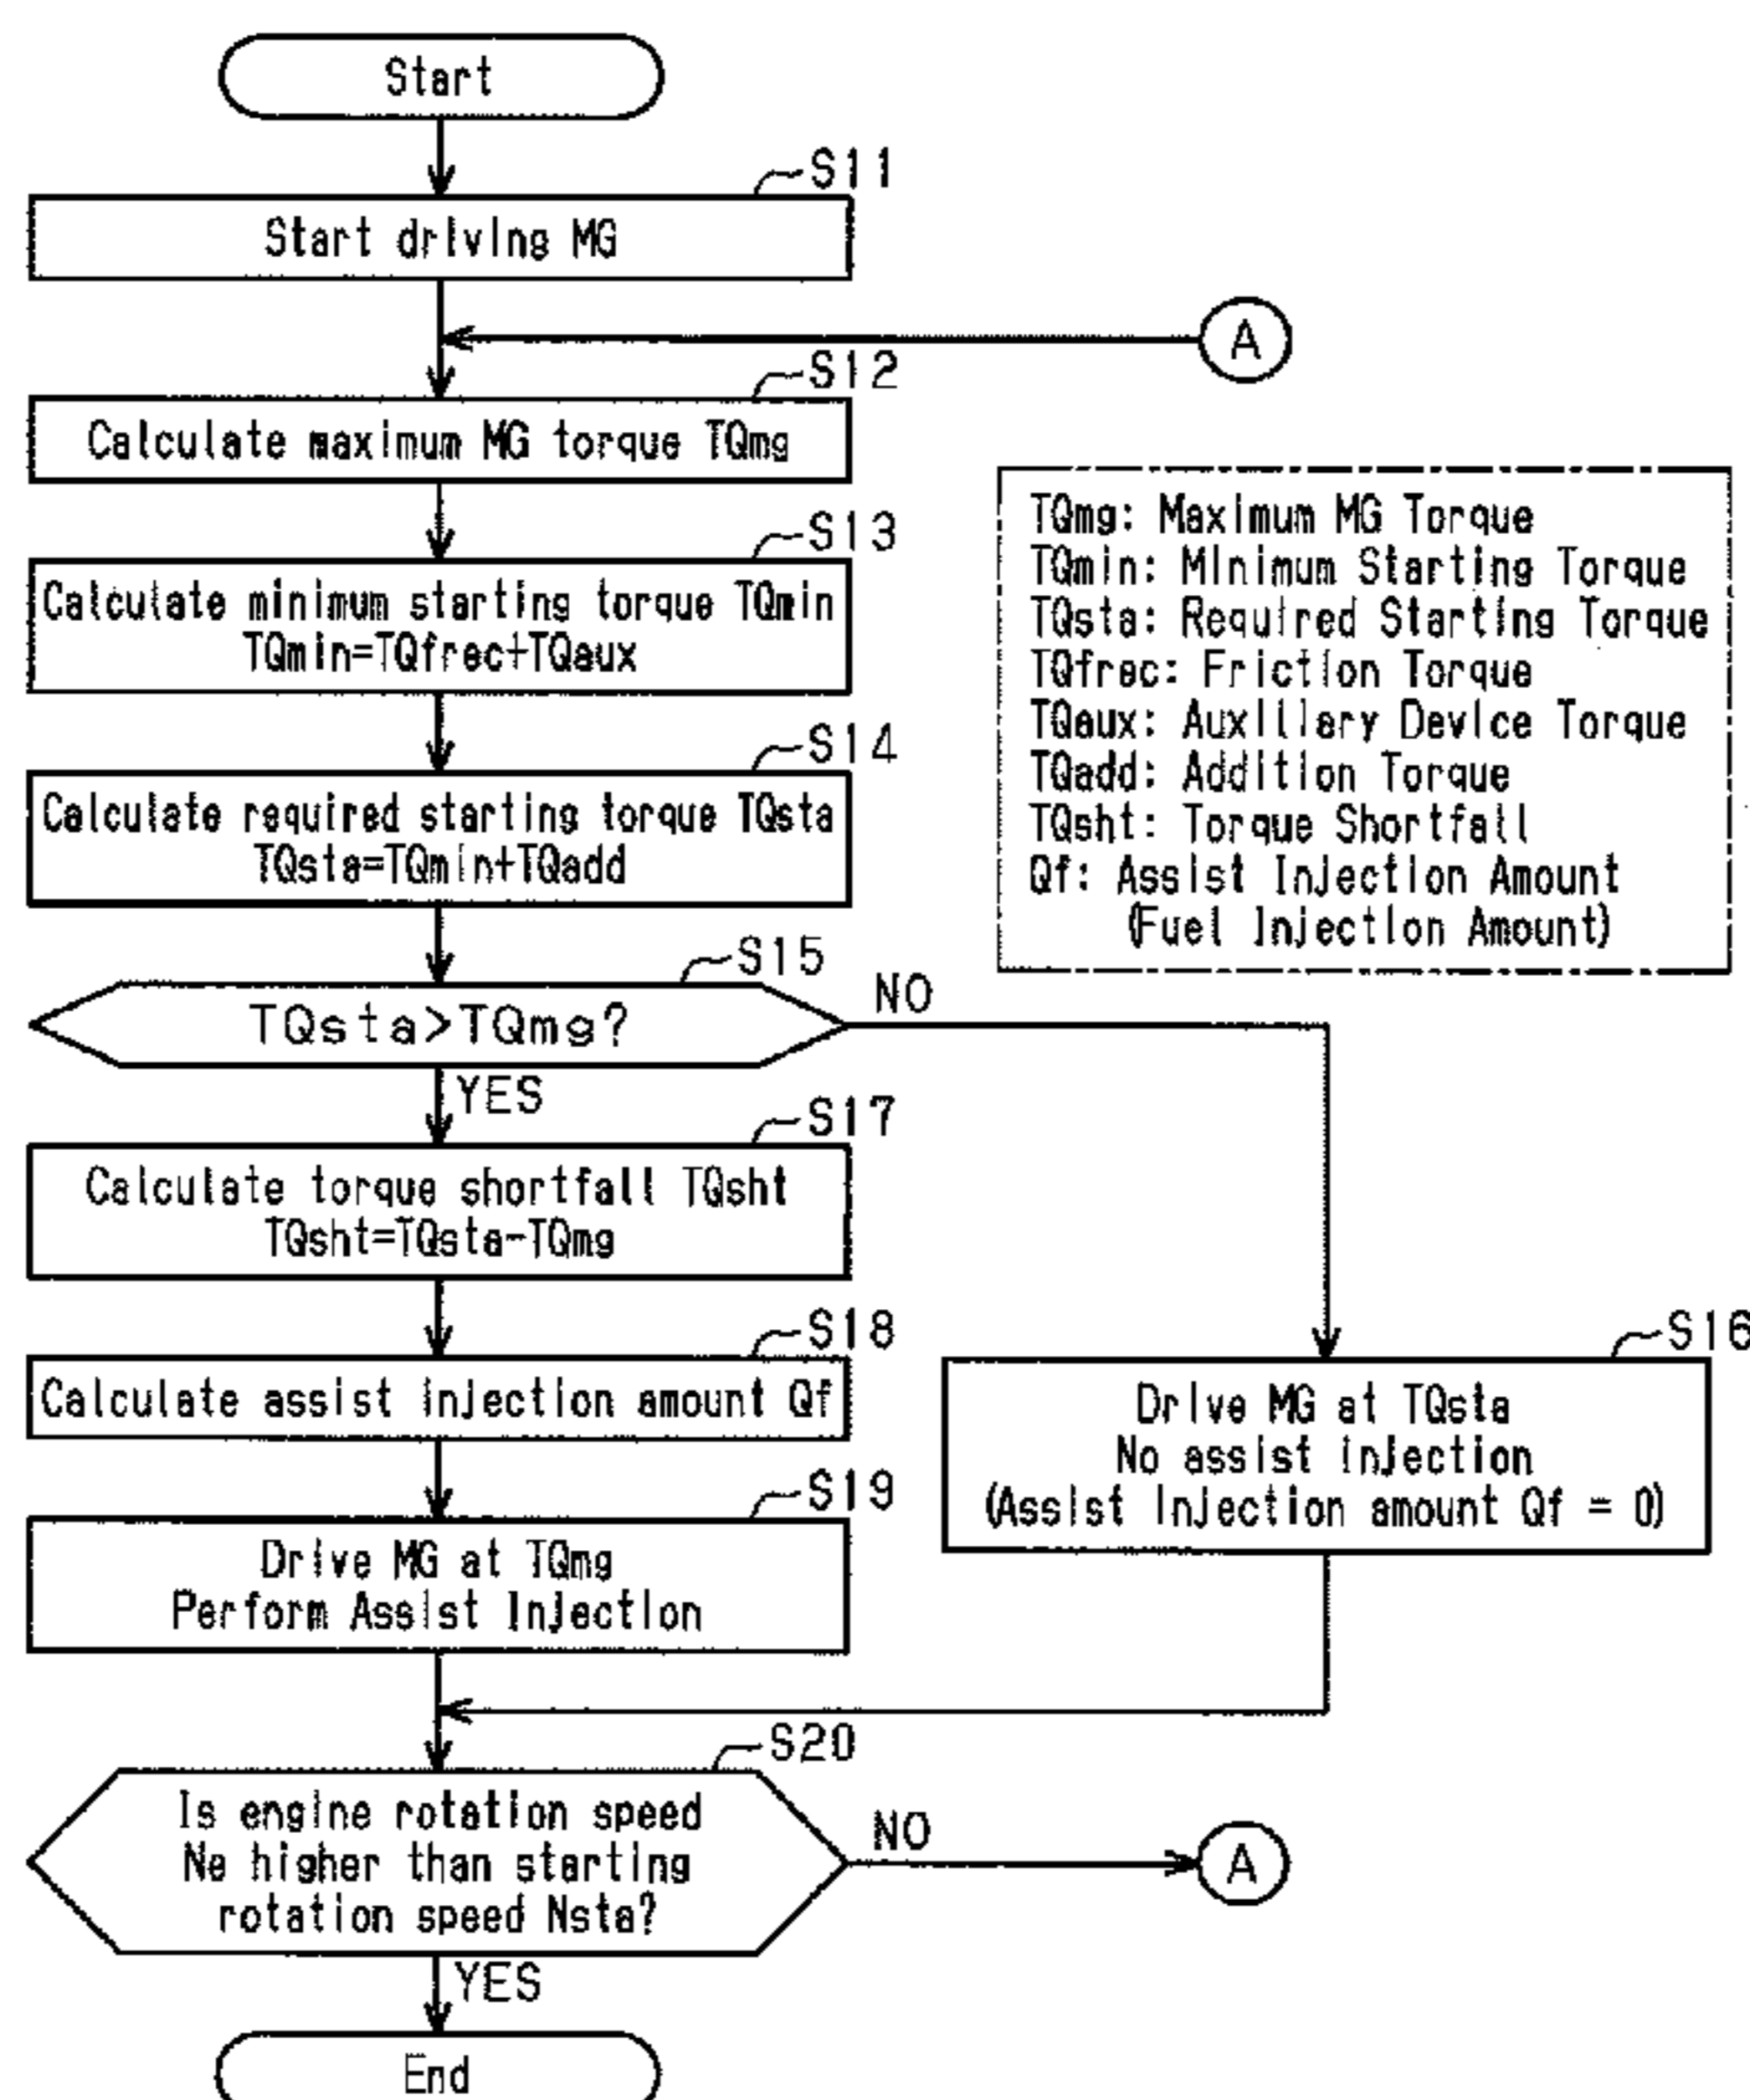 Start
S11
Start driving MG
A
S12
Calculate maximum MG torque TQmg
S13
Calculate minimum starting torque TQmin
TQmin=TQfrec+TQaux
S14
Calculate required starting torque TQsta
TQsta=TQmin+TQadd
TQmg: Maximum MG Torque
TQmin: Minimum Starting Torque
TQsta: Required Starting Torque
TQfrec: Friction Torque
TQaux: Auxiliary Device Torque
TQadd: Addition Torque
TQsht: Torque Shortfall
Qf: Assist Injection Amount
(Fuel Injection Amount)
S15
TQsta>TQmg?
NO
YES
S17
Calculate torque shortfall TQsht
TQsht=TQsta-TQmg
S18
Calculate assist injection amount Qf
S16
Drive MG at TQsta
No assist injection
(Assist Injection amount Qf = 0)
S19
Drive MG at TQmg
Perform Assist Injection
S20
Is engine rotation speed
Ne higher than starting
rotation speed Nsta?
NO
A
YES
End